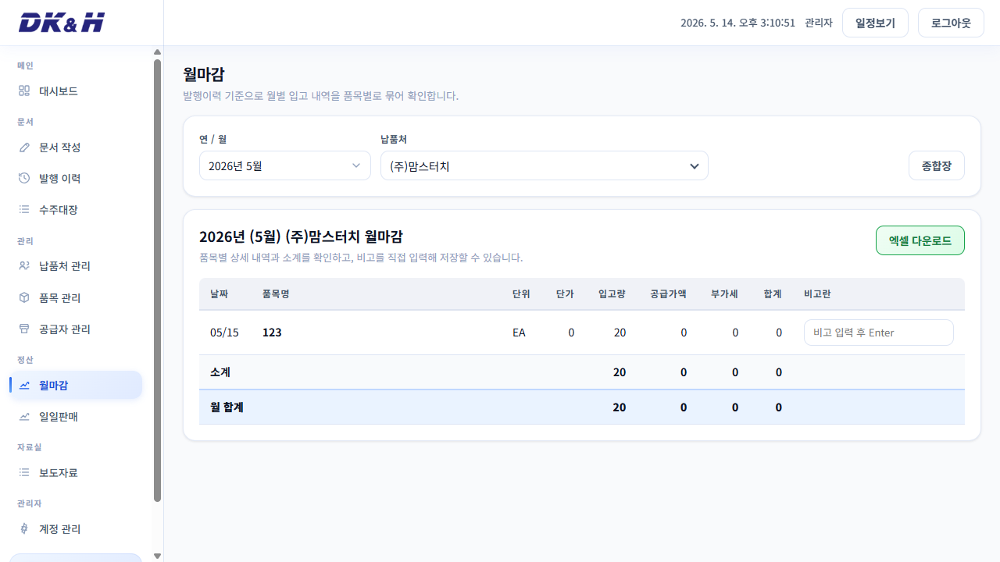 DK&H
2026. 5. 14. 오후 3:10:51 관리자 일정보기 로그아웃
메인
대시보드
문서
문서 작성
발행 이력
수주대장
관리
납품처 관리
품목 관리
공급자 관리
정산
월마감
일일판매
자료실
보도자료
관리자
계정 관리
월마감
발행이력 기준으로 월별 입고 내역을 품목별로 묶어 확인합니다.
연 / 월 납품처
2026년 5월 (주)맘스터치 종합장
2026년 (5월) (주)맘스터치 월마감
엑셀 다운로드
품목별 상세 내역과 소계를 확인하고, 비고를 직접 입력해 저장할 수 있습니다.
날짜 품목명 단위 단가 입고량 공급가액 부가세 합계 비고란
05/15 123 EA 0 20 0 0 0 비고 입력 후 Enter
소계 20 0 0 0
월 합계 20 0 0 0